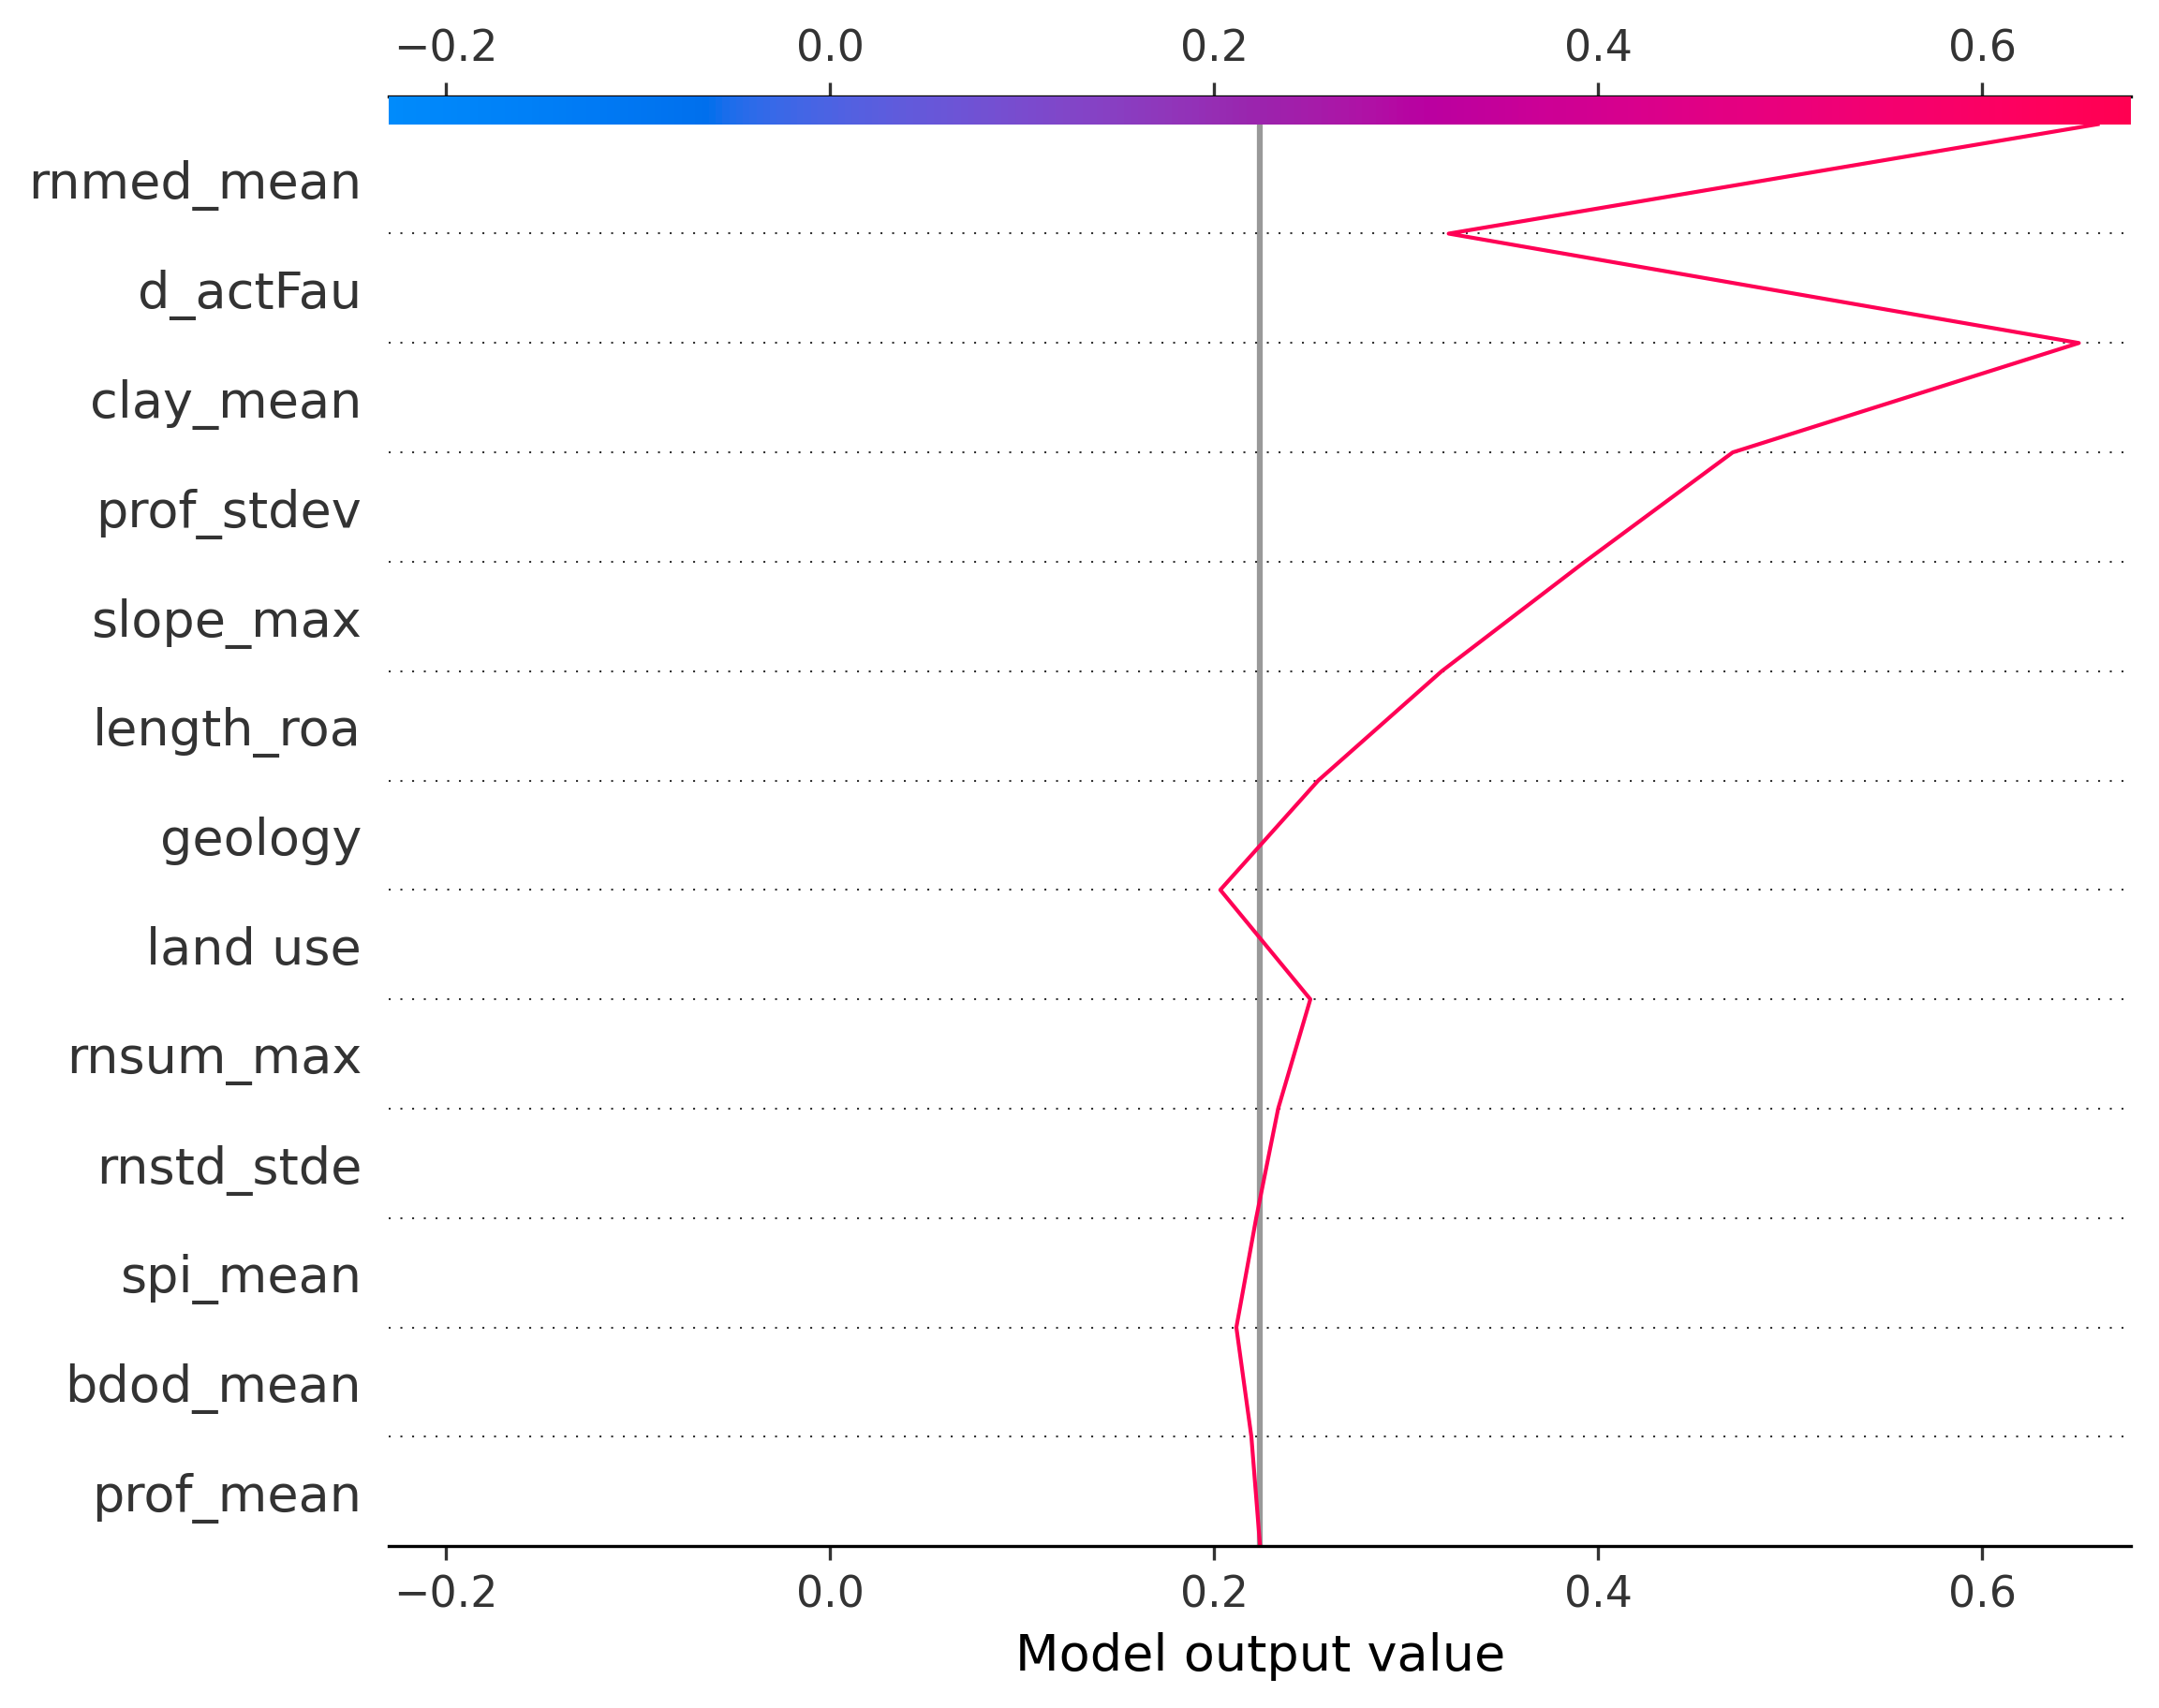 −0.2 0.0 0.2 0.4 0.6
rnmed_mean
d_actFau
clay_mean
prof_stdev
slope_max
length_roa
geology
land use
rnsum_max
rnstd_stde
spi_mean
bdod_mean
prof_mean
−0.2 0.0 0.2 0.4 0.6
Model output value